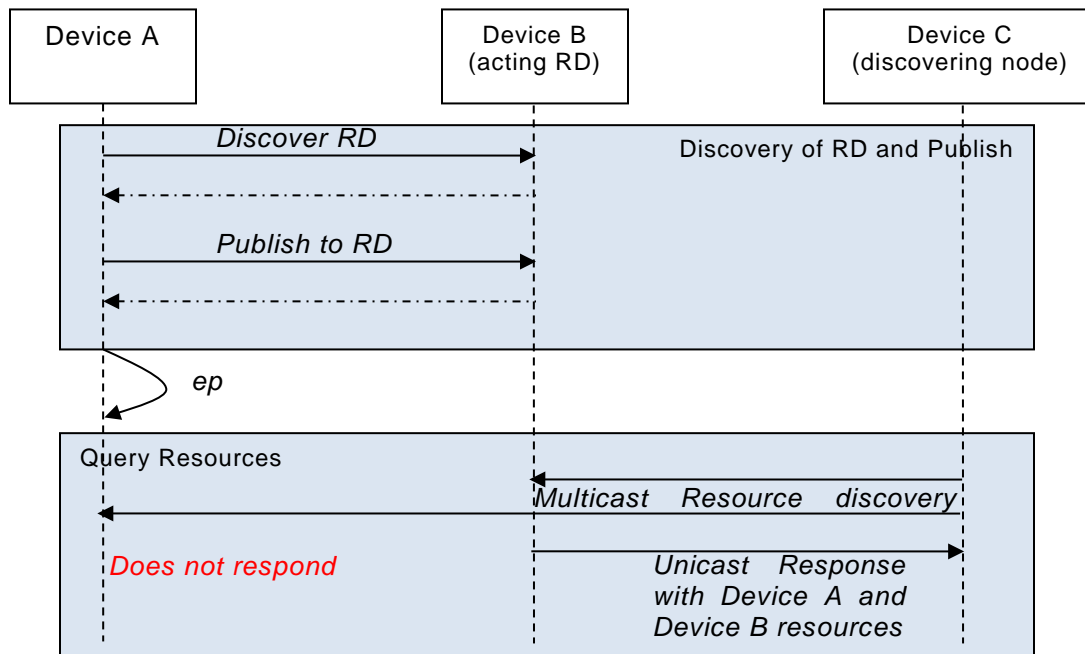 Device A
Device B
(acting RD)
Device C
(discovering node)
Discover RD
Discovery of RD and Publish
Publish to RD
ep
Query Resources
Multicast Resource discovery
Does not respond
Unicast Response
with Device A and
Device B resources